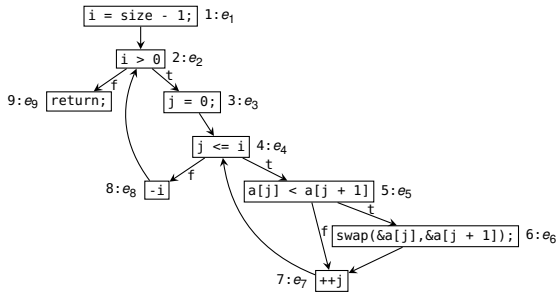 i = size - 1; 1:e1
i > 0 2:e2
f t
9:e9 return; j = 0; 3:e3
j <= i 4:e4
f t
8:e8 -i a[j] < a[j + 1] 5:e5
t
f swap(&a[j],&a[j + 1]); 6:e6
7:e7 ++j